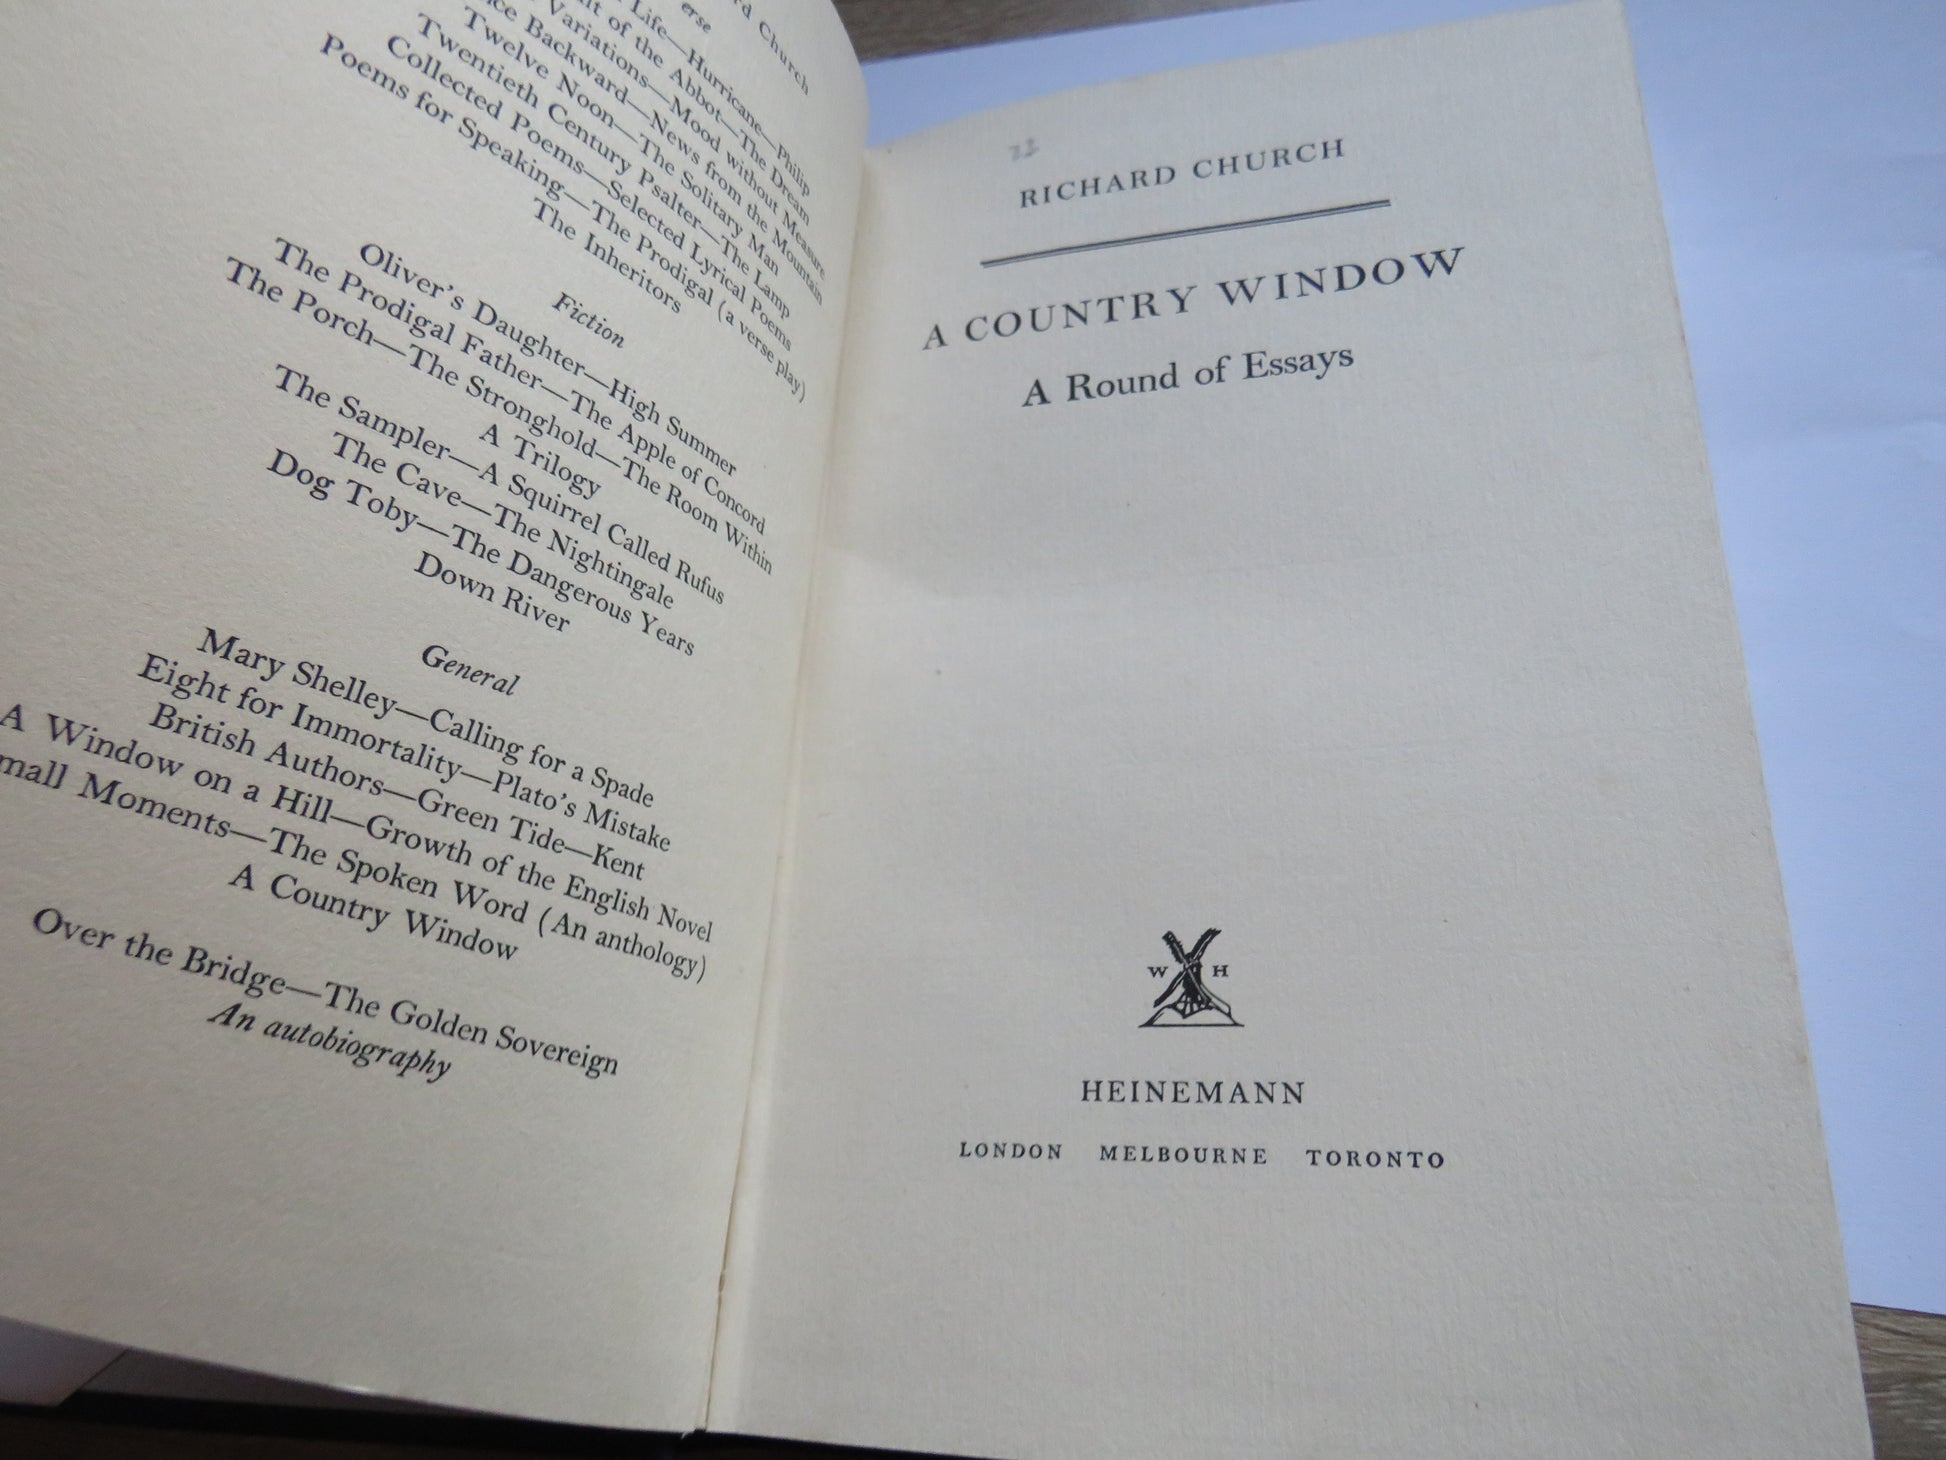 rd Church
erse
Life—Hurricane—Philip
of the Abbot—The Dream
Variations—Mood without Measure
Backward—News from the Mountain
Twelve Noon—The Solitary Man
Twentieth Century Psalter—The Lamp
Collected Poems—Selected Lyrical Poems
Poems for Speaking—The Prodigal (a verse play)
The Inheritors
Fiction
Oliver's Daughter—High Summer
The Prodigal Father—The Apple of Concord
The Porch—The Stronghold—The Room Within
A Trilogy
The Sampler—A Squirrel Called Rufus
The Cave—The Nightingale
Dog Toby—The Dangerous Years
Down River
General
Mary Shelley—Calling for a Spade
Eight for Immortality—Plato's Mistake
British Authors—Green Tide—Kent
A Window on a Hill—Growth of the English Novel
mall Moments—The Spoken Word (An anthology)
A Country Window
Over the Bridge—The Golden Sovereign
An autobiography
RICHARD CHURCH
A COUNTRY WINDOW
A Round of Essays
W H
HEINEMANN
LONDON MELBOURNE TORONTO